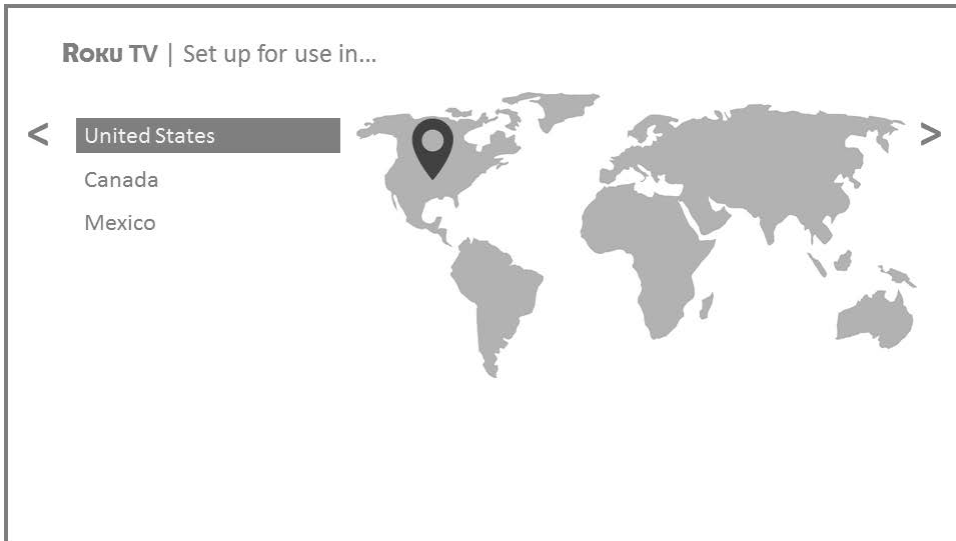 ROKU TV | Set up for use in...
< United States >
Canada
Mexico